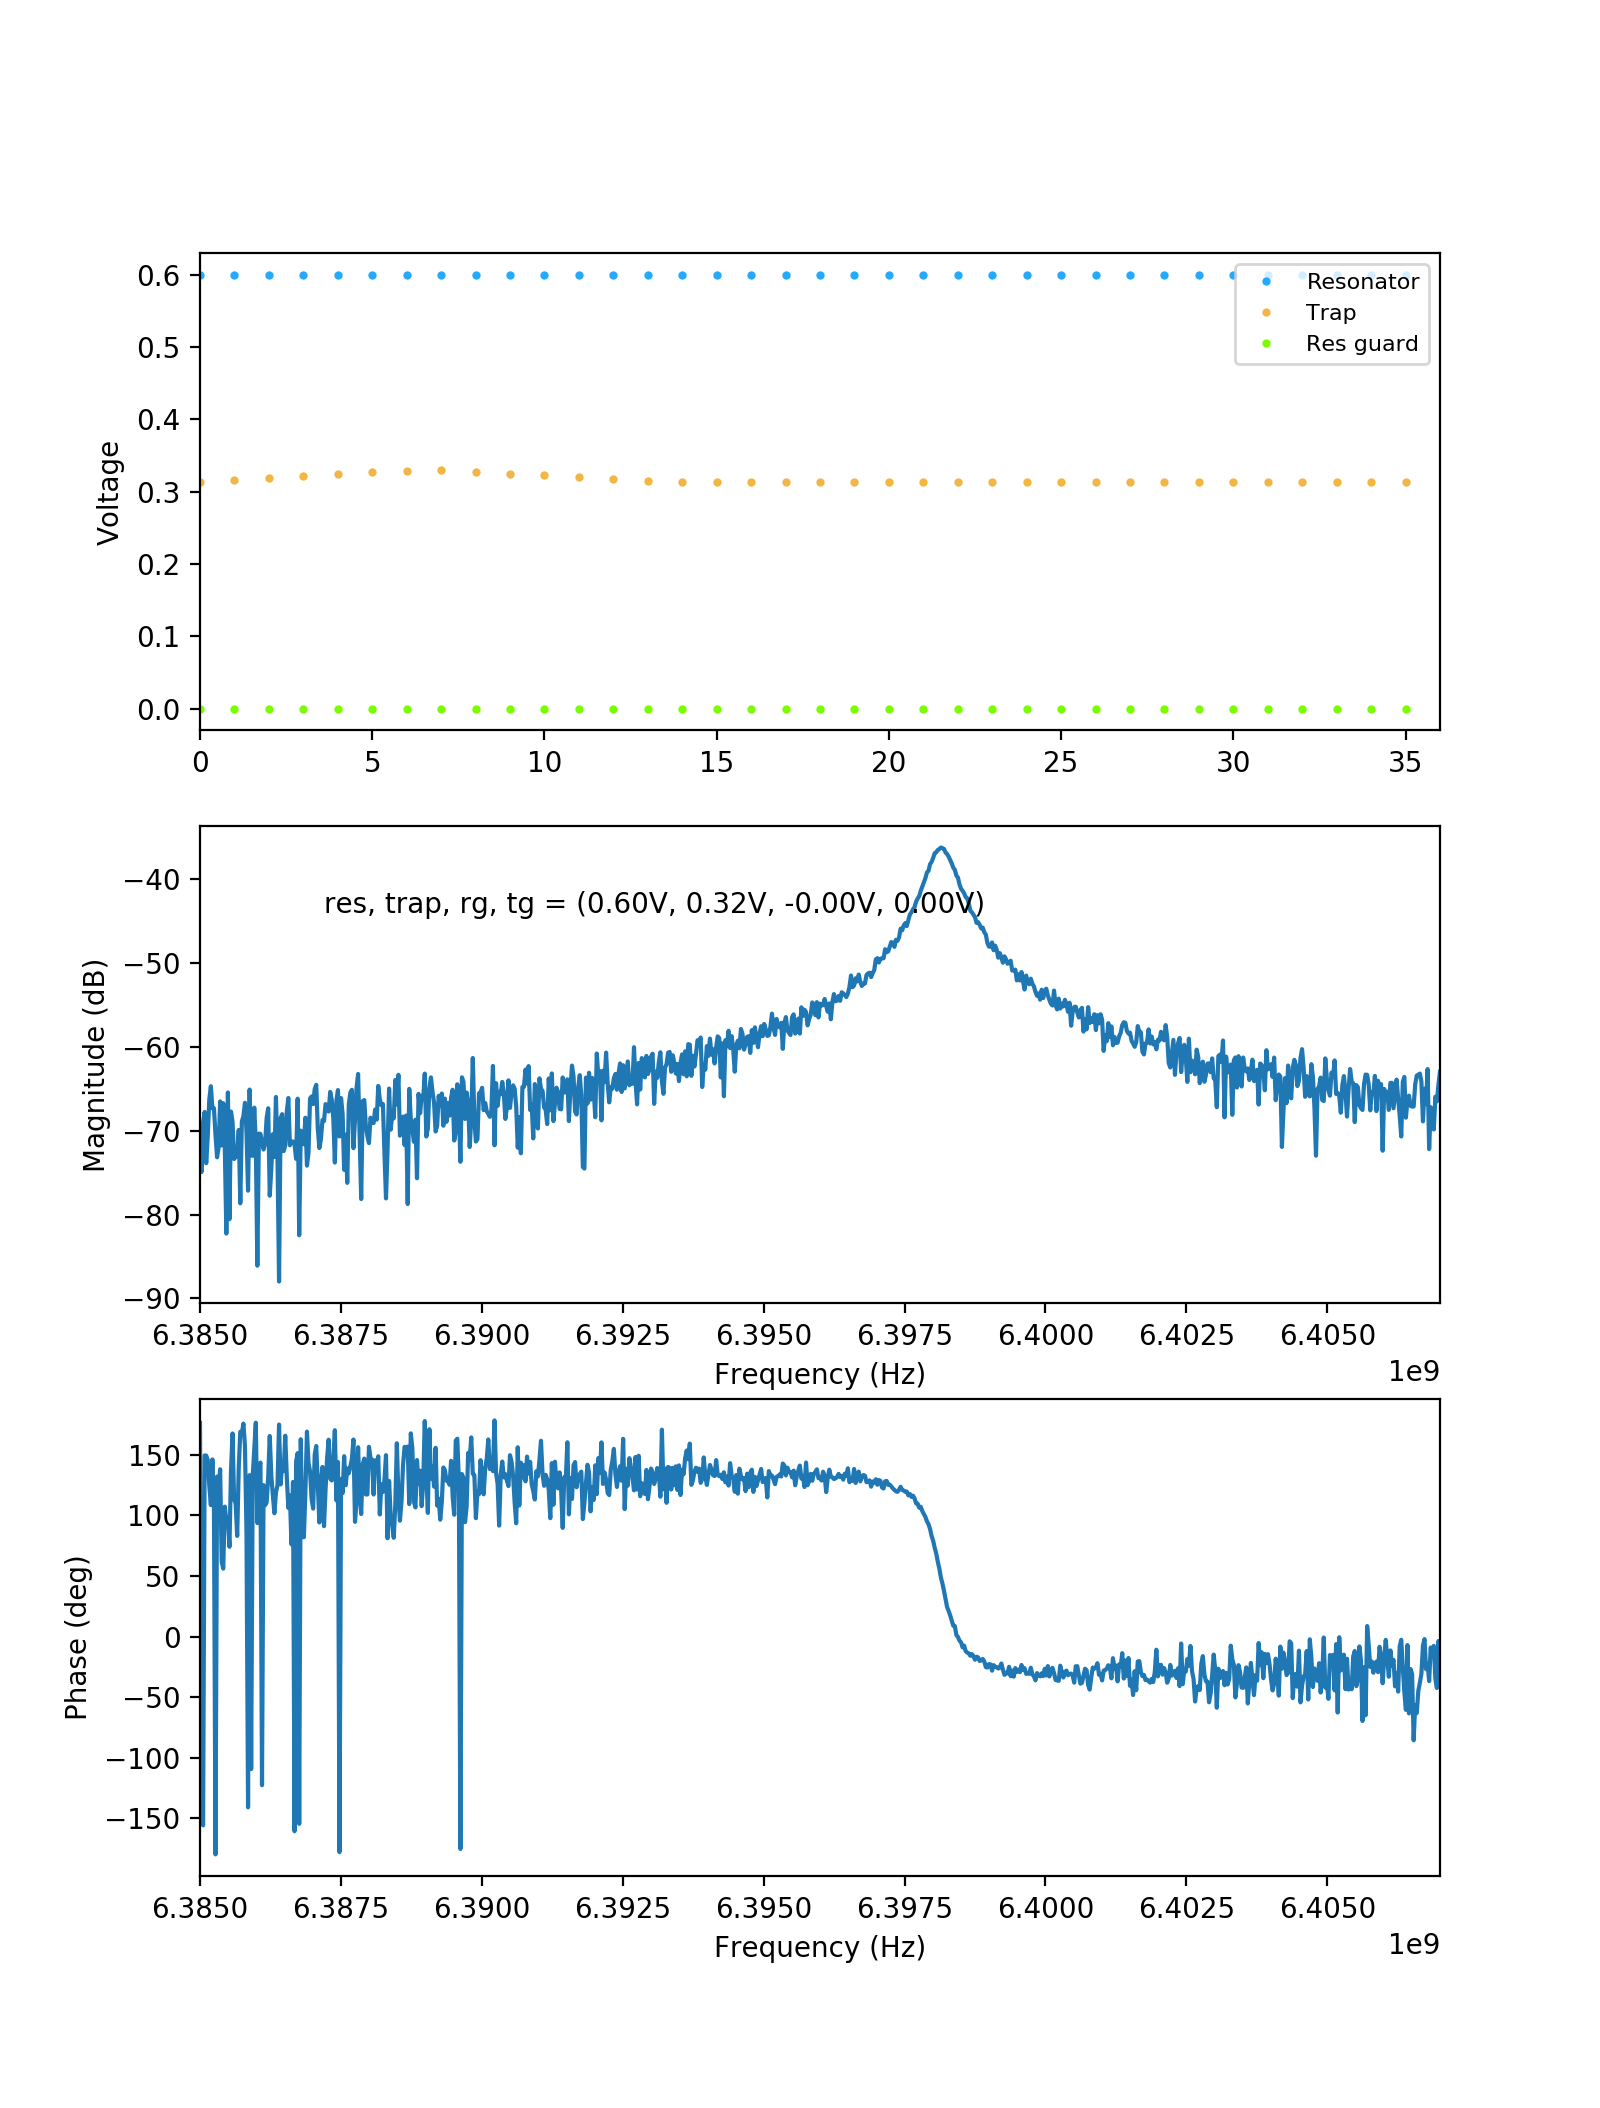 0.6
0.5
0.4
0.3
0.2
0.1
0.0
Voltage
Resonator
Trap
Res guard
0 5 10 15 20 25 30 35
−40
−50
−60
−70
−80
−90
Magnitude (dB)
res, trap, rg, tg = (0.60V, 0.32V, -0.00V, 0.00V)
6.3850 6.3875 6.3900 6.3925 6.3950 6.3975 6.4000 6.4025 6.4050
1e9
Frequency (Hz)
150
100
50
0
−50
−100
−150
Phase (deg)
6.3850 6.3875 6.3900 6.3925 6.3950 6.3975 6.4000 6.4025 6.4050
1e9
Frequency (Hz)